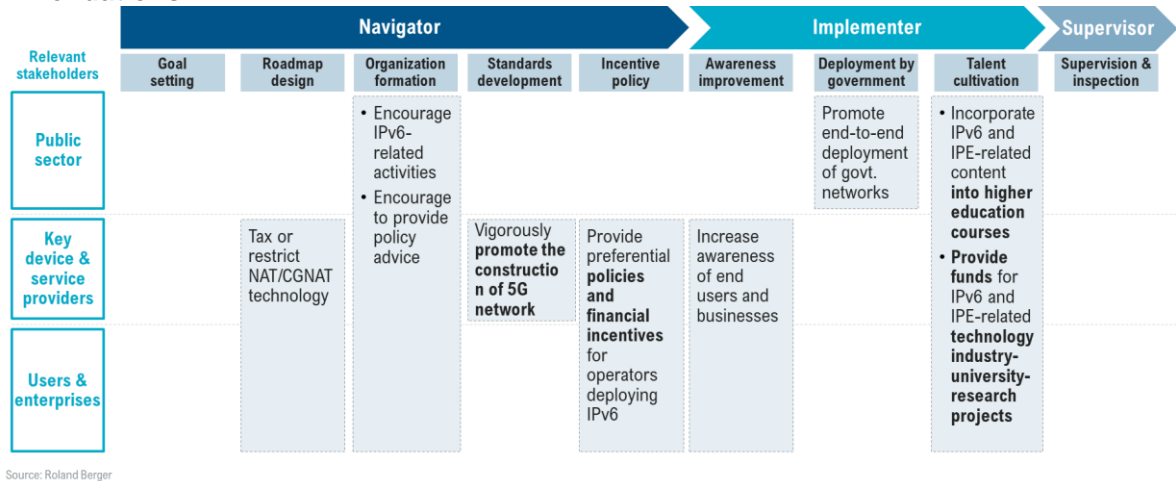 Navigator
Implementer
Supervisor
Relevant
stakeholders
Goal
setting
Roadmap
design
Organization
formation
Standards
development
Incentive
policy
Awareness
improvement
Deployment by
government
Talent
cultivation
Supervision &
inspection
Public
sector
• Encourage
IPv6-
related
activities
• Encourage
to provide
policy
advice
Promote
end-to-end
deployment
of govt.
networks
• Incorporate
IPv6 and
IPE-related
content
into higher
education
courses
• Provide
funds for
IPv6 and
IPE-related
technology
industry-
university-
research
projects
Key
device &
service
providers
Tax or
restrict
NAT/CGNAT
technology
Vigorously
promote the
constructio
n of 5G
network
Provide
preferential
policies
and
financial
incentives
for
operators
deploying
IPv6
Increase
awareness
of end
users and
businesses
Users &
enterprises
Source: Roland Berger